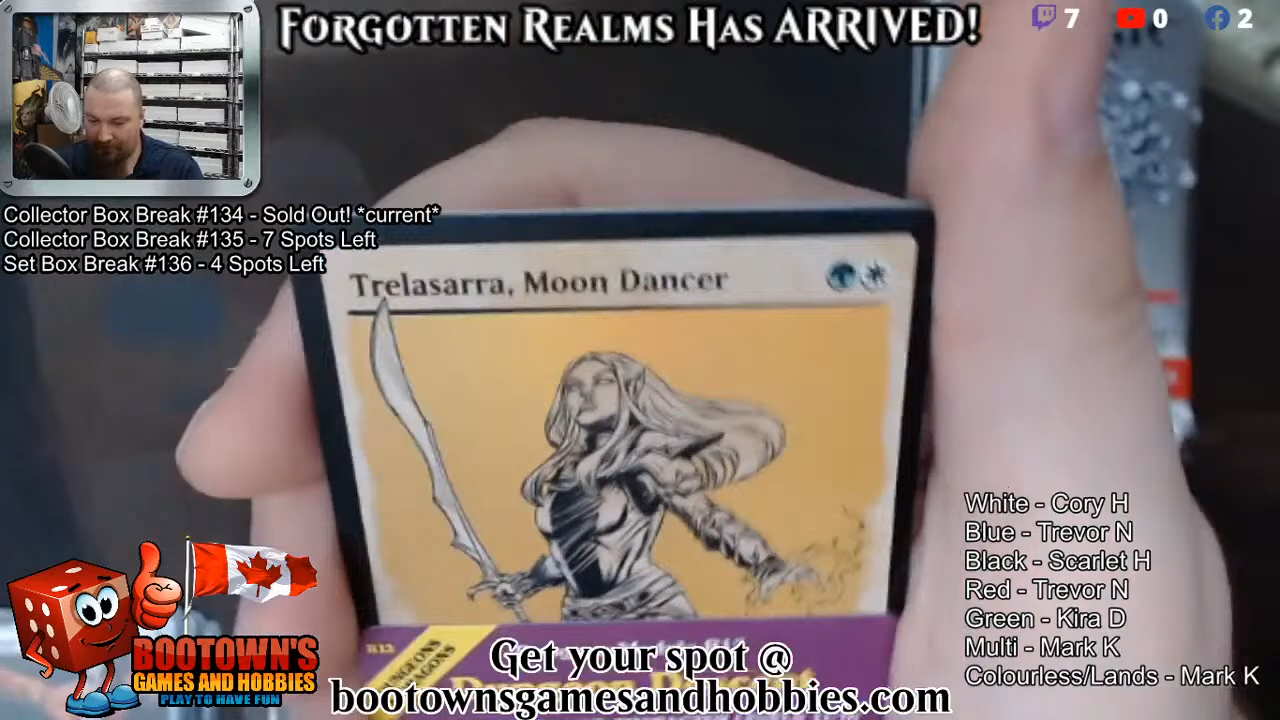 FORGOTTEN REALMS HAS ARRIVED!
7
0
2
Collector Box Break #134 - Sold Out! *current*
Collector Box Break #135 - 7 Spots Left
Set Box Break #136 - 4 Spots Left
Trelasarra, Moon Dancer
White - Cory H
Blue - Trevor N
Black - Scarlet H
Red - Trevor N
Green - Kira D
Multi - Mark K
Colourless/Lands - Mark K
BOOTOWN'S
GAMES AND HOBBIES
PLAY TO HAVE FUN
Get your spot @
bootownsgamesandhobbies.com